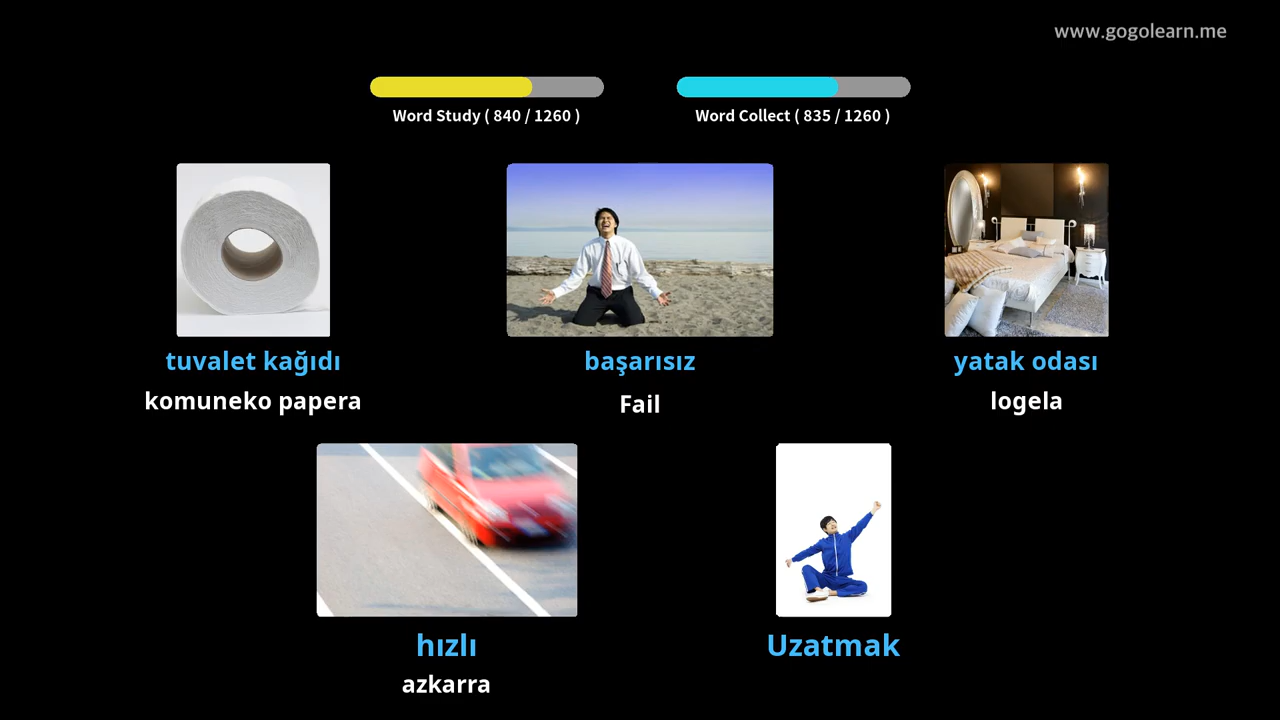 www.gogolearn.me
Word Study ( 840 / 1260 )
Word Collect ( 835 / 1260 )
tuvalet kağıdı
komuneko papera
başarısız
Fail
yatak odası
logela
hızlı
azkarra
Uzatmak